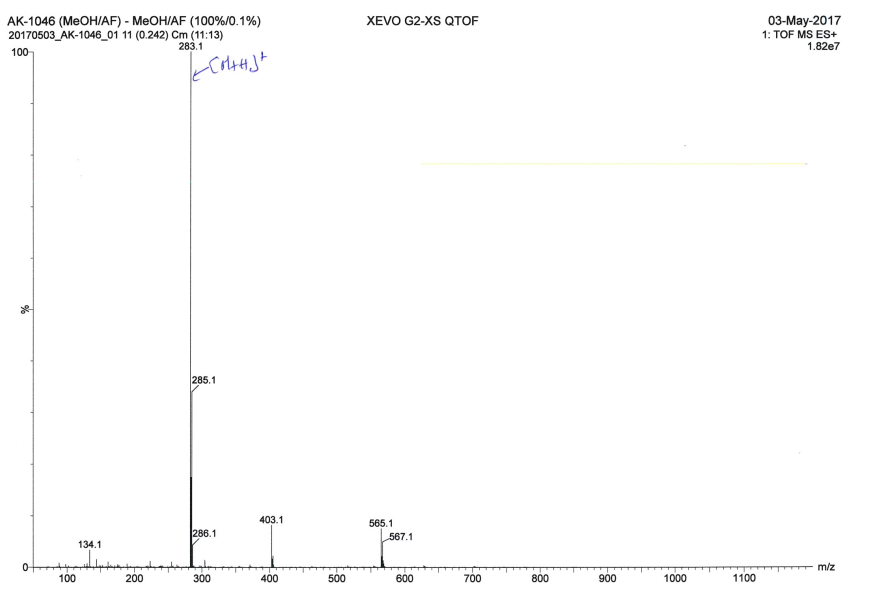 AK-1046 (MeOH/AF) - MeOH/AF (100%/0.1%) XEVO G2-XS QTOF 03-May-2017
20170503_AK-1046_01 11 (0.242) Cm (11:13) 1: TOF MS ES+
1.82e7
283.1
100
[M+H]+
%
285.1
403.1
565.1
567.1
286.1
134.1
0
m/z
100 200 300 400 500 600 700 800 900 1000 1100